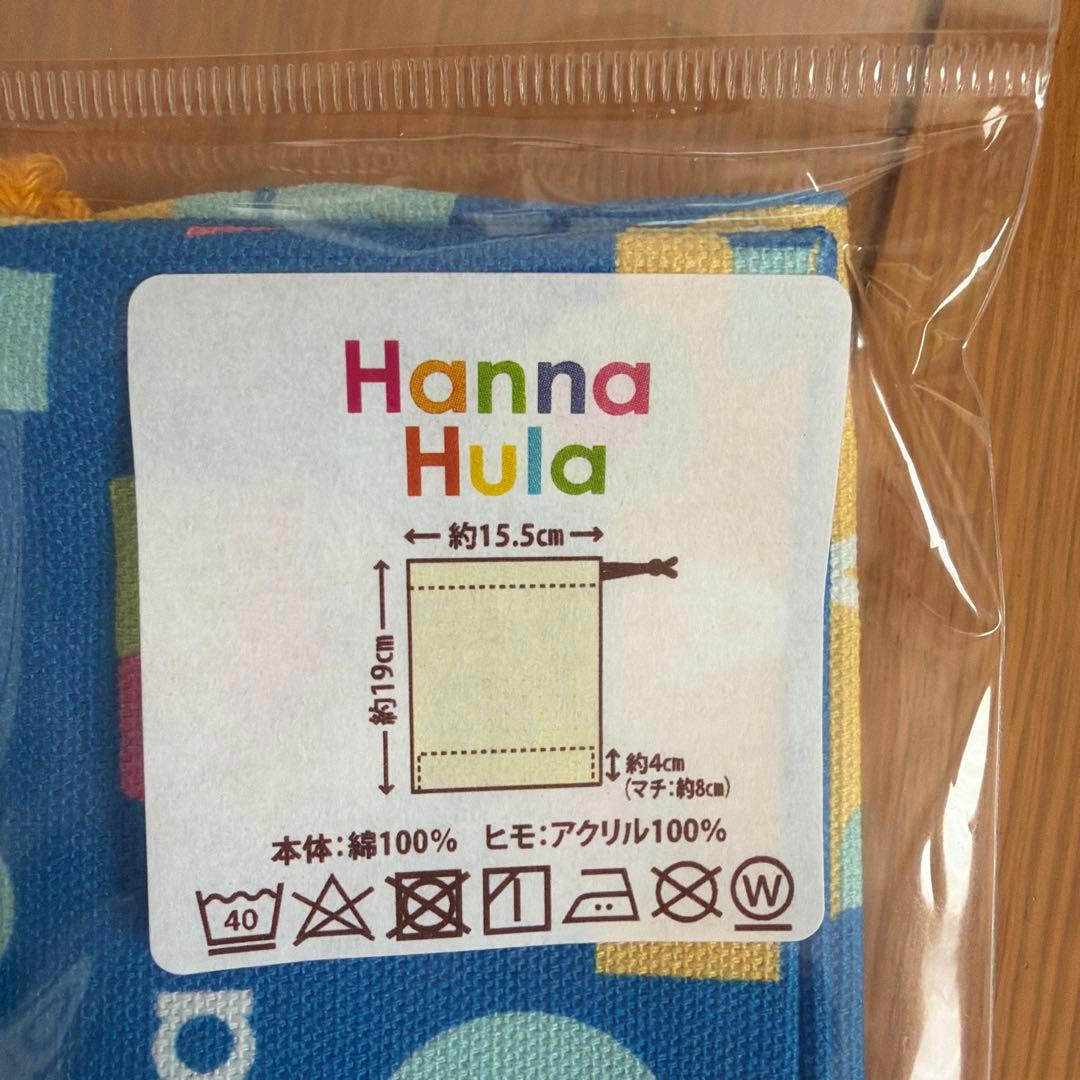 Hanna
Hula
約15.5cm
約19cm
約4cm
(マチ:約8cm)
本体:綿100% ヒモ:アクリル100%
40
W
a